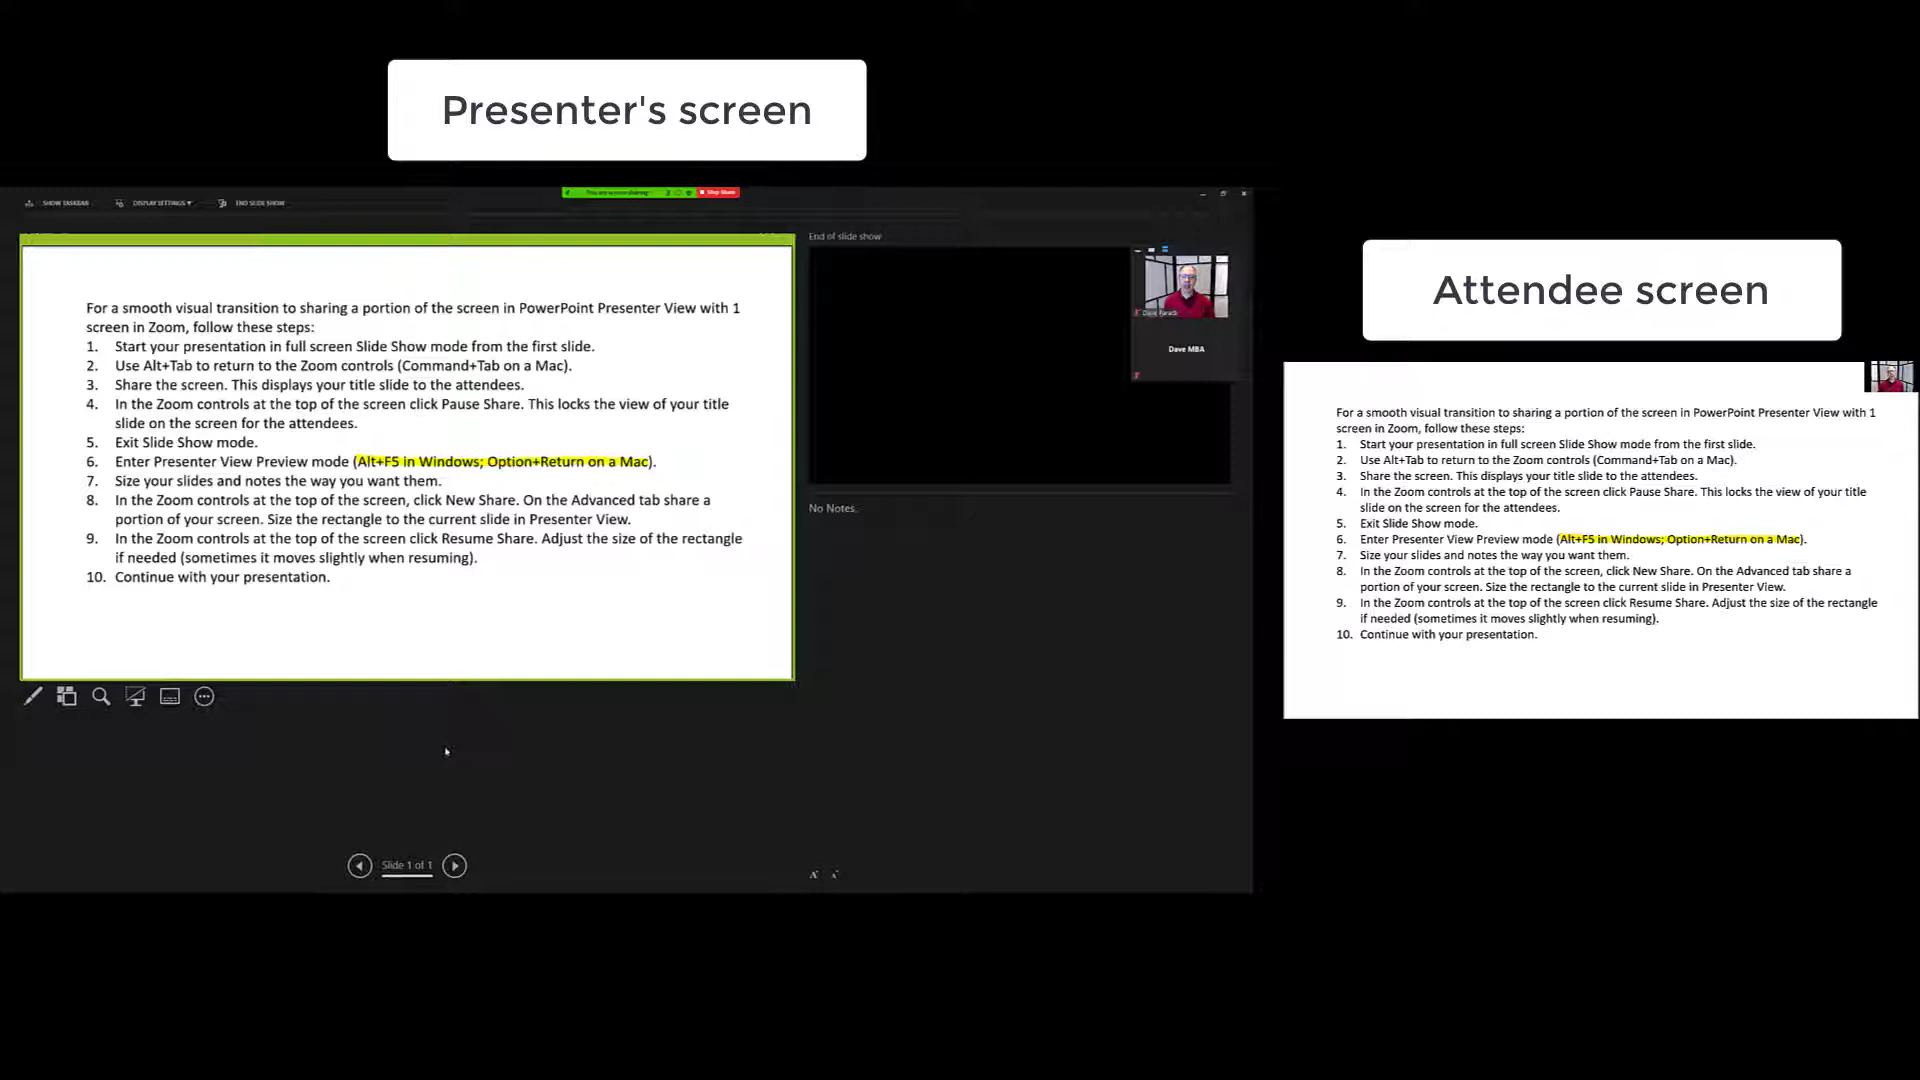 Presenter's screen
SHOW TASKBAR
DISPLAY SETTINGS
END SLIDE SHOW
You are screen sharing
Stop Share
For a smooth visual transition to sharing a portion of the screen in PowerPoint Presenter View with 1
screen in Zoom, follow these steps:
1. Start your presentation in full screen Slide Show mode from the first slide.
2. Use Alt+Tab to return to the Zoom controls (Command+Tab on a Mac).
3. Share the screen. This displays your title slide to the attendees.
4. In the Zoom controls at the top of the screen click Pause Share. This locks the view of your title
slide on the screen for the attendees.
5. Exit Slide Show mode.
6. Enter Presenter View Preview mode (Alt+F5 in Windows; Option+Return on a Mac).
7. Size your slides and notes the way you want them.
8. In the Zoom controls at the top of the screen, click New Share. On the Advanced tab share a
portion of your screen. Size the rectangle to the current slide in Presenter View.
9. In the Zoom controls at the top of the screen click Resume Share. Adjust the size of the rectangle
if needed (sometimes it moves slightly when resuming).
10. Continue with your presentation.
Slide 1 of 1
End of slide show
Dave MBA
No Notes.
A A
Attendee screen
For a smooth visual transition to sharing a portion of the screen in PowerPoint Presenter View with 1
screen in Zoom, follow these steps:
1. Start your presentation in full screen Slide Show mode from the first slide.
2. Use Alt+Tab to return to the Zoom controls (Command+Tab on a Mac).
3. Share the screen. This displays your title slide to the attendees.
4. In the Zoom controls at the top of the screen click Pause Share. This locks the view of your title
slide on the screen for the attendees.
5. Exit Slide Show mode.
6. Enter Presenter View Preview mode (Alt+F5 in Windows; Option+Return on a Mac).
7. Size your slides and notes the way you want them.
8. In the Zoom controls at the top of the screen, click New Share. On the Advanced tab share a
portion of your screen. Size the rectangle to the current slide in Presenter View.
9. In the Zoom controls at the top of the screen click Resume Share. Adjust the size of the rectangle
if needed (sometimes it moves slightly when resuming).
10. Continue with your presentation.